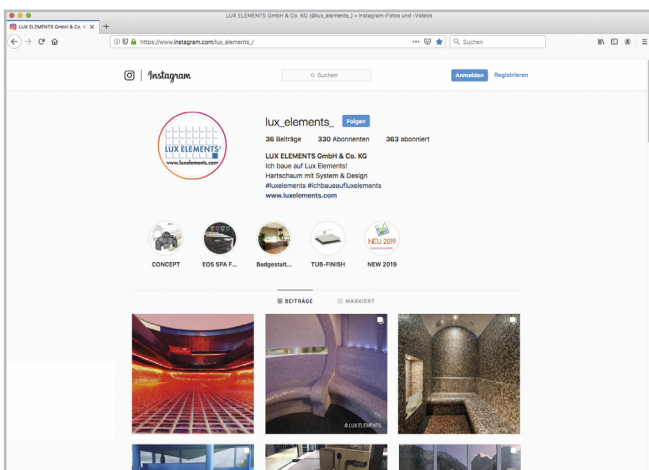 LUX ELEMENTS GmbH & Co. KG (@lux_elements_) • Instagram-Fotos und -Videos
LUX ELEMENTS GmbH & Co. K
https://www.instagram.com/lux_elements_/
Suchen
Instagram
Suchen
Anmelden
Registrieren
lux_elements_
Folgen
36 Beiträge 330 Abonnenten 363 abonniert
LUX ELEMENTS GmbH & Co. KG
Ich baue auf Lux Elements!
Hartschaum mit System & Design
#luxelements #ichbaueaufluxelements
www.luxelements.com
LUX ELEMENTS®
www.luxelements.com
NEU 2019
CONCEPT
EOS SPA F...
Badgestalt...
TUB-FINISH
NEW 2019
BEITRÄGE
MARKIERT
© LUX ELEMENTS